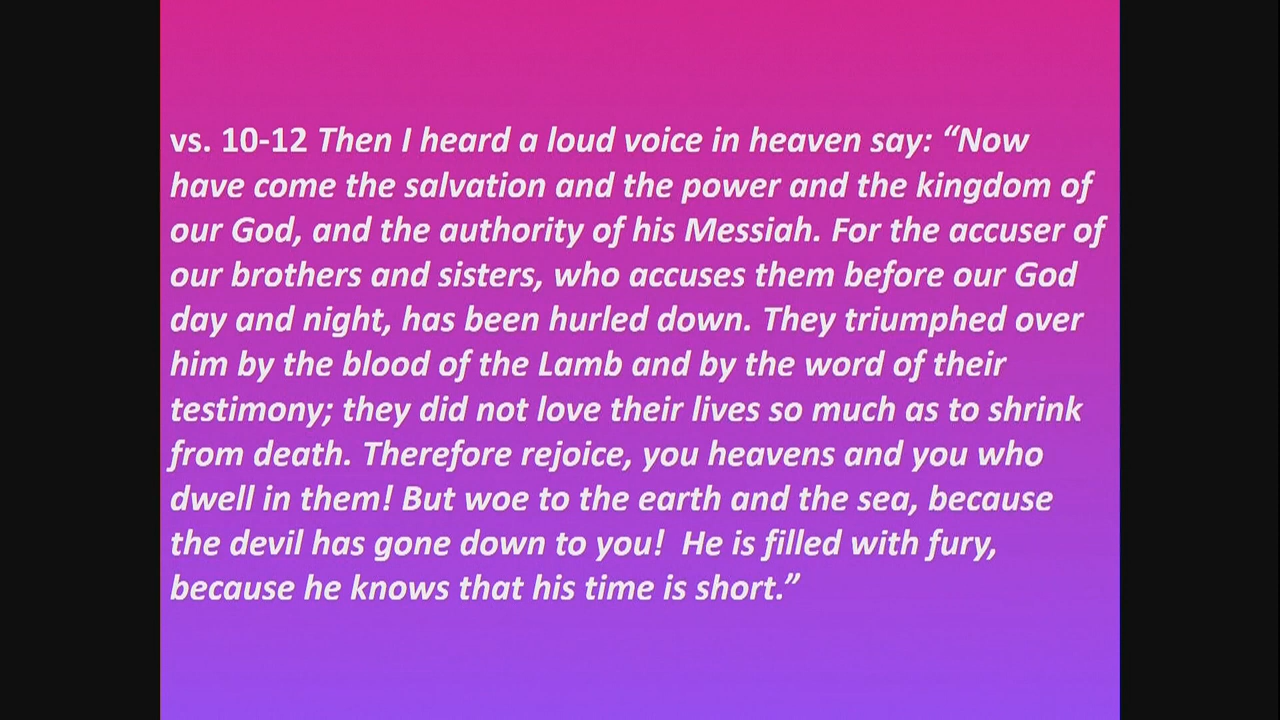 vs. 10-12 Then I heard a loud voice in heaven say: “Now
have come the salvation and the power and the kingdom of
our God, and the authority of his Messiah. For the accuser of
our brothers and sisters, who accuses them before our God
day and night, has been hurled down. They triumphed over
him by the blood of the Lamb and by the word of their
testimony; they did not love their lives so much as to shrink
from death. Therefore rejoice, you heavens and you who
dwell in them! But woe to the earth and the sea, because
the devil has gone down to you!  He is filled with fury,
because he knows that his time is short.”